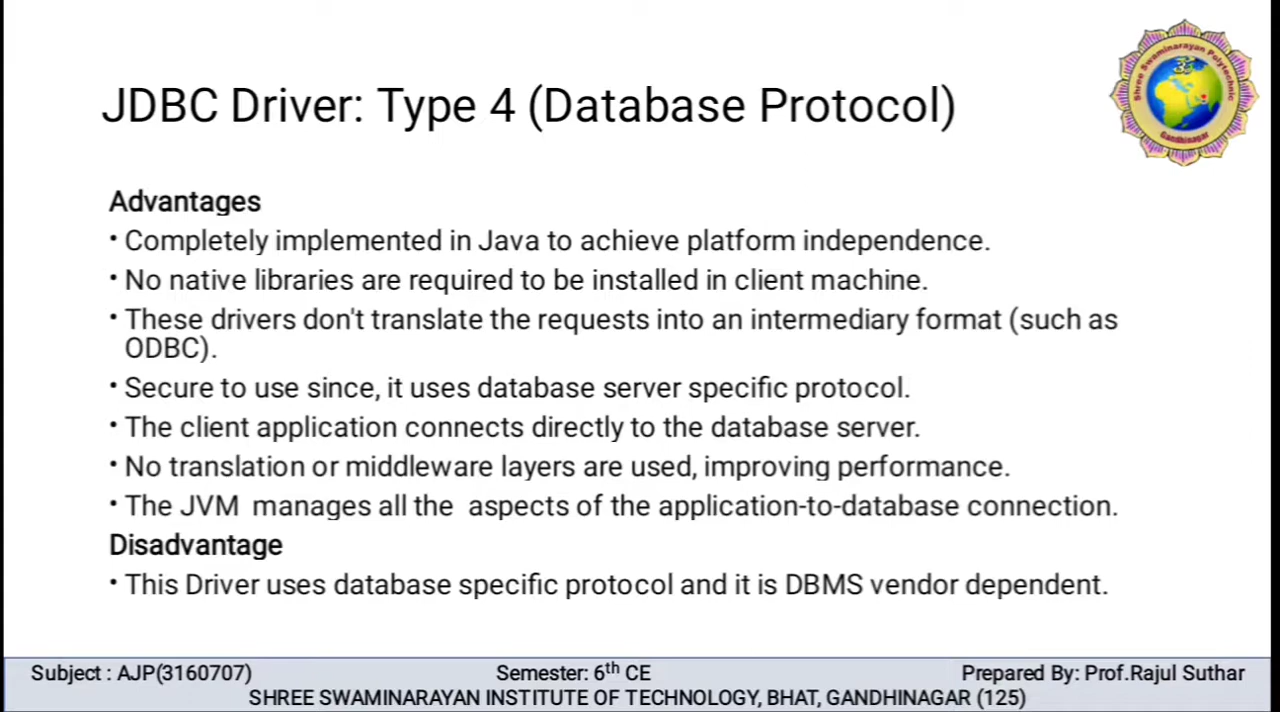 JDBC Driver: Type 4 (Database Protocol)
Shree Swaminarayan Polytechnic
Gandhinagar
Advantages
• Completely implemented in Java to achieve platform independence.
• No native libraries are required to be installed in client machine.
• These drivers don't translate the requests into an intermediary format (such as
ODBC).
• Secure to use since, it uses database server specific protocol.
• The client application connects directly to the database server.
• No translation or middleware layers are used, improving performance.
• The JVM  manages all the  aspects of the application-to-database connection.
Disadvantage
• This Driver uses database specific protocol and it is DBMS vendor dependent.
Subject : AJP(3160707) Semester: 6th CE Prepared By: Prof.Rajul Suthar
SHREE SWAMINARAYAN INSTITUTE OF TECHNOLOGY, BHAT, GANDHINAGAR (125)